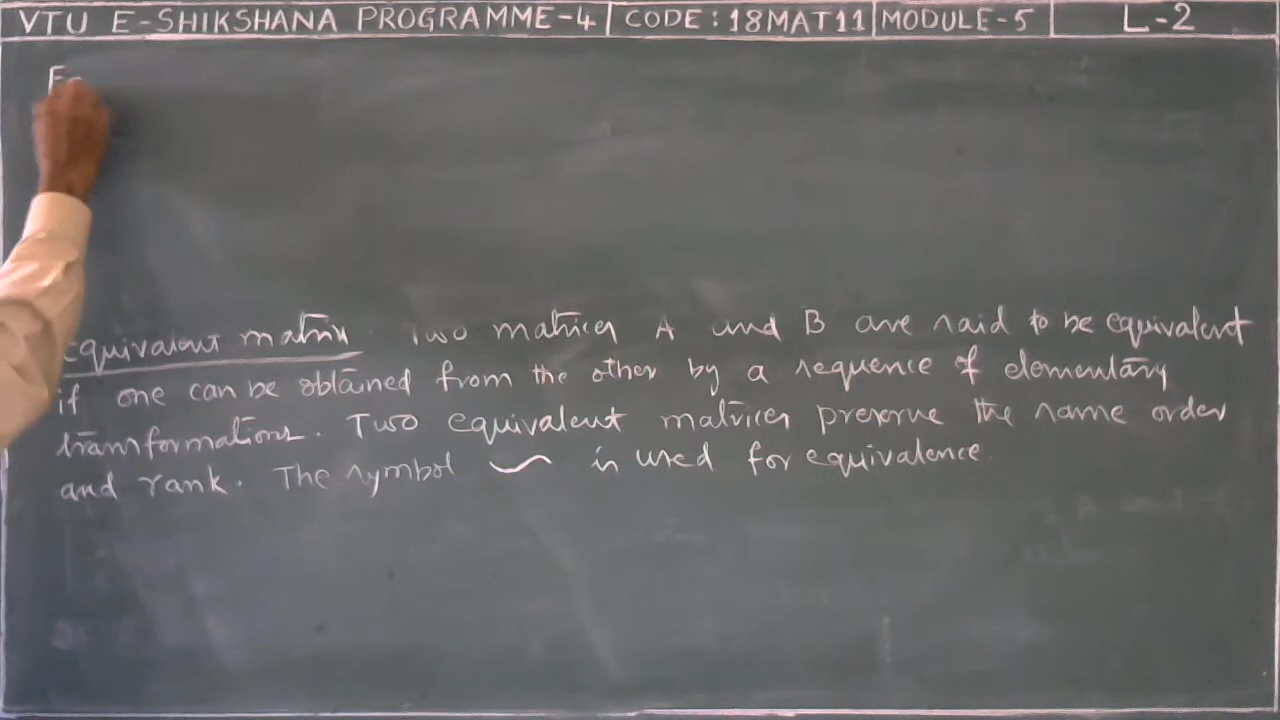 VTU E-SHIKSHANA PROGRAMME-4 CODE: 18MAT11 MODULE-5 L-2
Equivalent matrix. Two matrices A and B are said to be equivalent
if one can be obtained from the other by a sequence of elementary
transformations. Two equivalent matrices preserve the same order
and rank. The symbol ~ is used for equivalence.